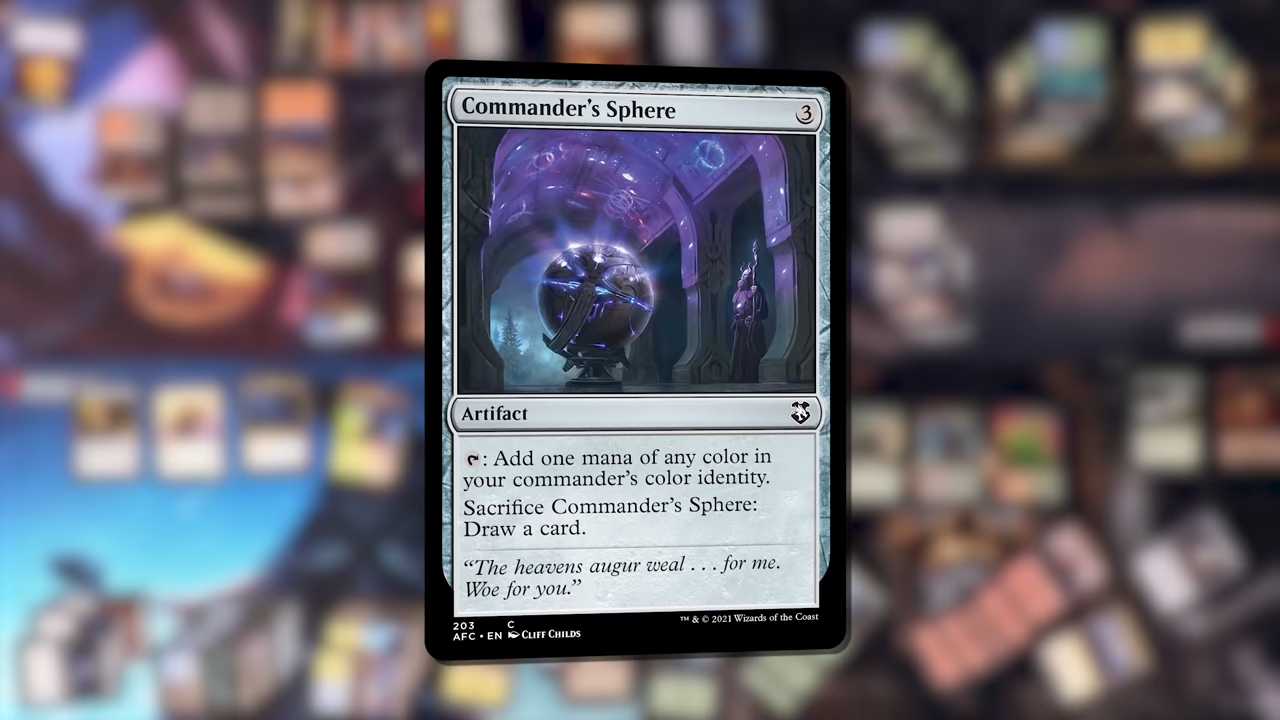 Commander's Sphere 3
Artifact
: Add one mana of any color in
your commander's color identity.
Sacrifice Commander's Sphere:
Draw a card.
“The heavens augur weal . . . for me.
Woe for you.”
203 C
AFC • EN CLIFF CHILDS
™ & © 2021 Wizards of the Coast